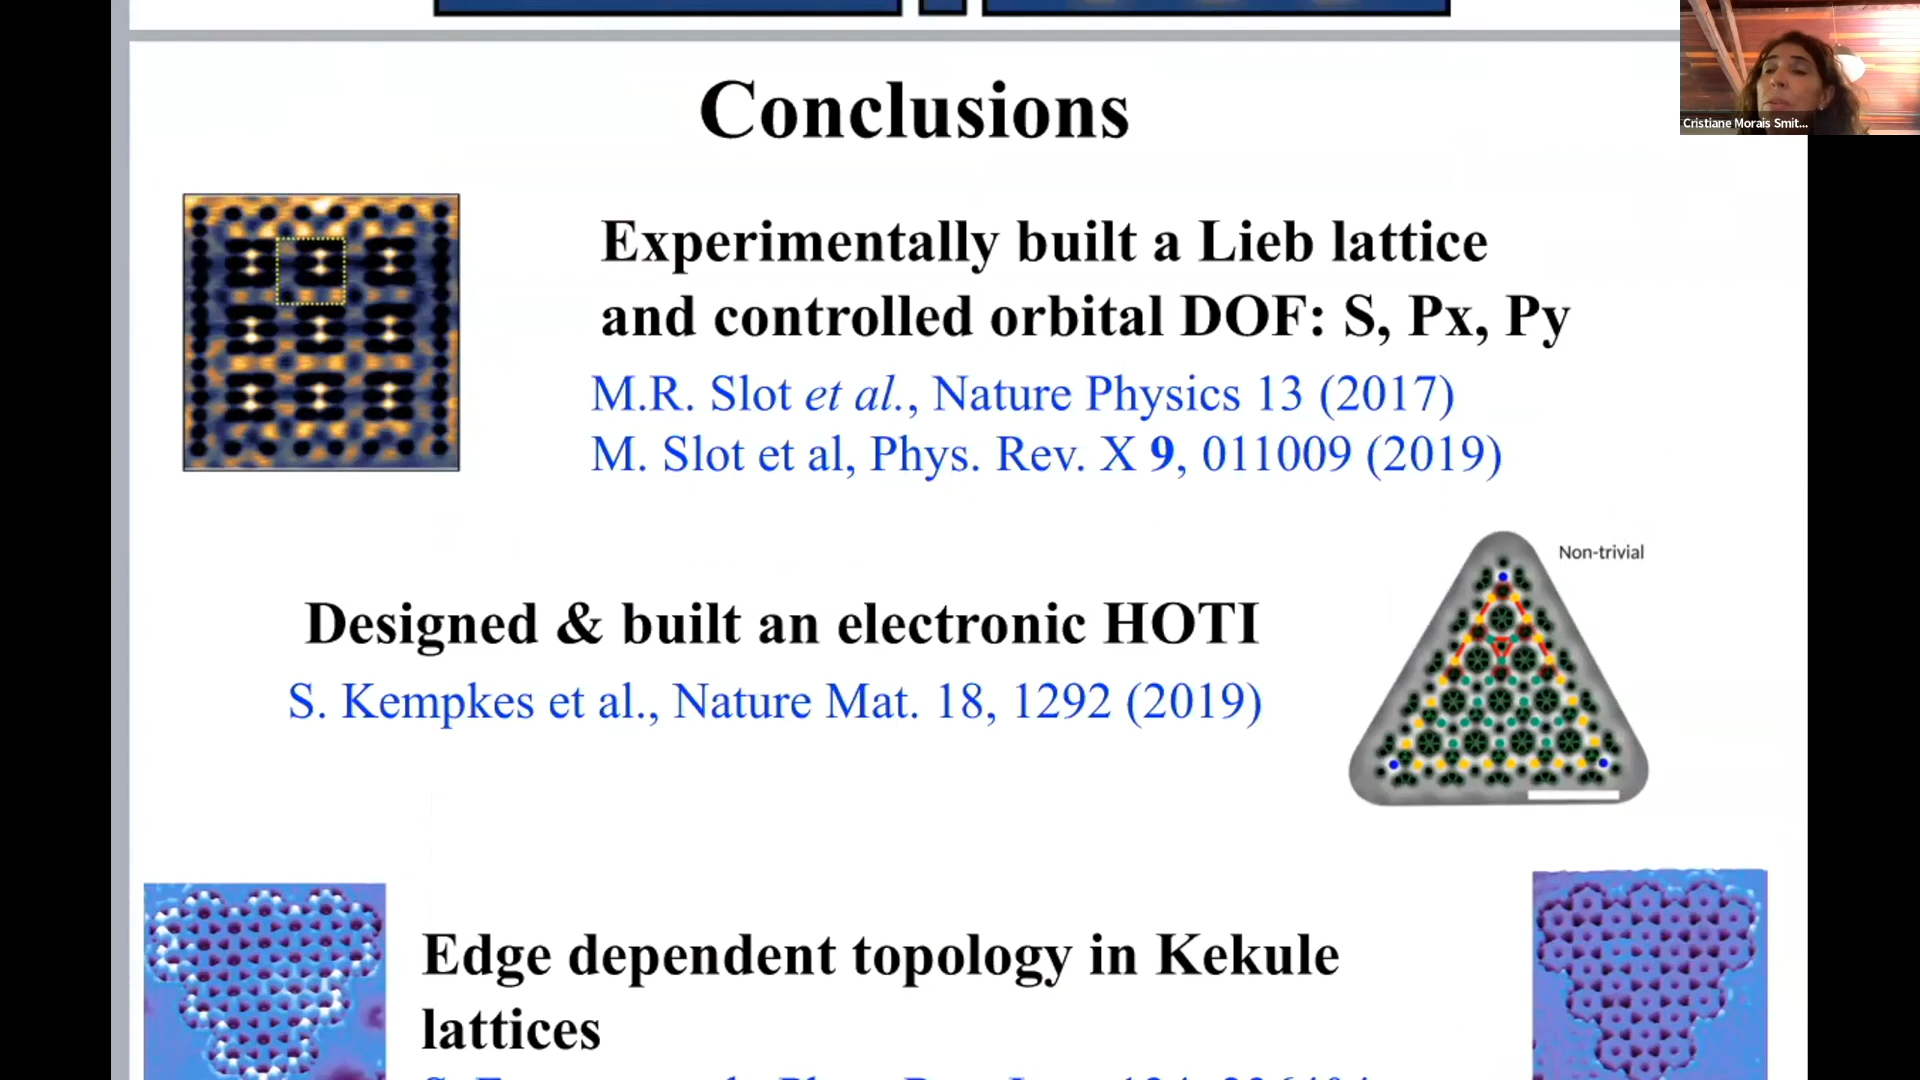 Conclusions
Cristiane Morais Smit...
Experimentally built a Lieb lattice
and controlled orbital DOF: S, Px, Py
M.R. Slot et al., Nature Physics 13 (2017)
M. Slot et al, Phys. Rev. X 9, 011009 (2019)
Non-trivial
Designed & built an electronic HOTI
S. Kempkes et al., Nature Mat. 18, 1292 (2019)
Edge dependent topology in Kekule
lattices